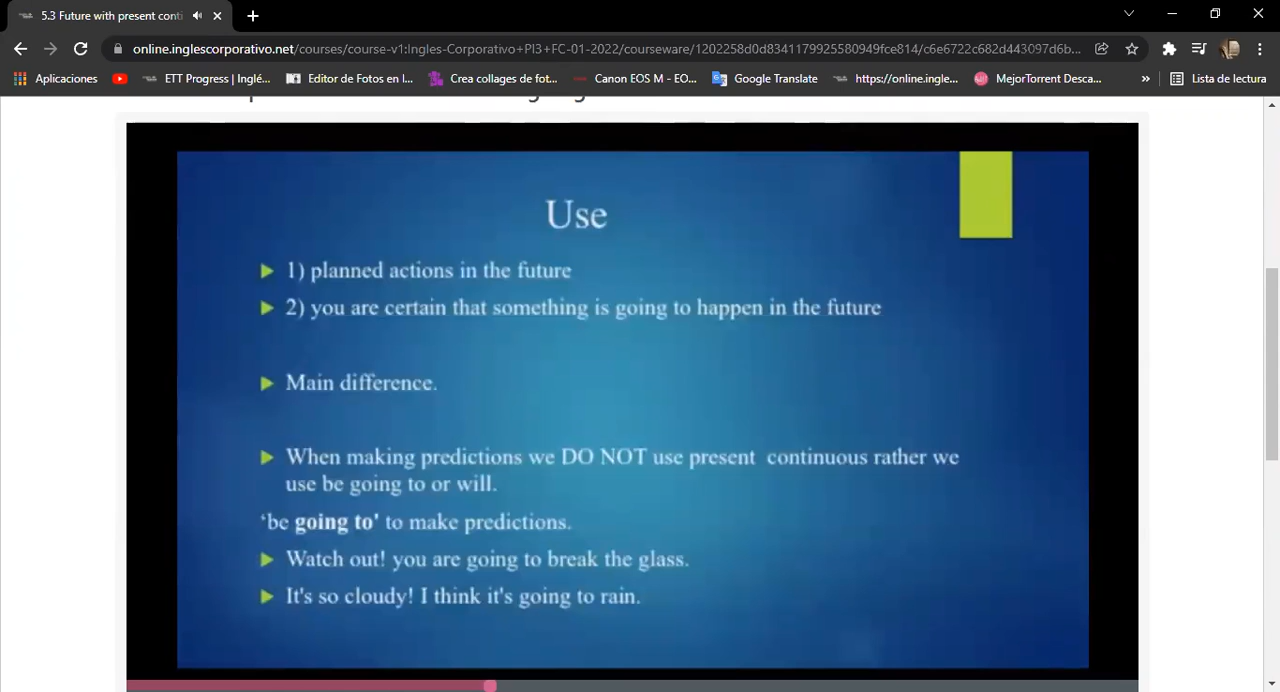 5.3 Future with present conti
online.inglescorporativo.net/courses/course-v1:Ingles-Corporativo+PI3+FC-01-2022/courseware/1202258d0d8341179925580949fce814/c6e6722c682d443097d6b...
Aplicaciones ETT Progress | Inglé... Editor de Fotos en l... Crea collages de fot... Canon EOS M - EO... Google Translate https://online.ingle... MejorTorrent Desca... » Lista de lectura
Use
1) planned actions in the future
2) you are certain that something is going to happen in the future
Main difference.
When making predictions we DO NOT use present continuous rather we
use be going to or will.
‘be going to' to make predictions.
Watch out! you are going to break the glass.
It's so cloudy! I think it's going to rain.